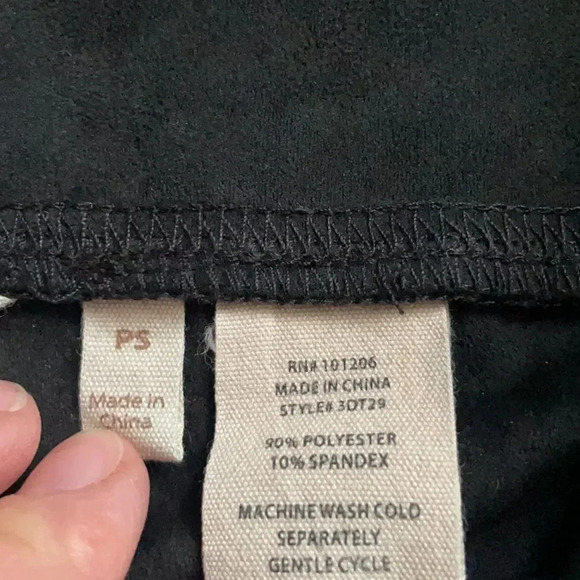 PS
Made in
China
RN# 101206
MADE IN CHINA
STYLE# 3DT29
90% POLYESTER
10% SPANDEX
MACHINE WASH COLD
SEPARATELY
GENTLE CYCLE